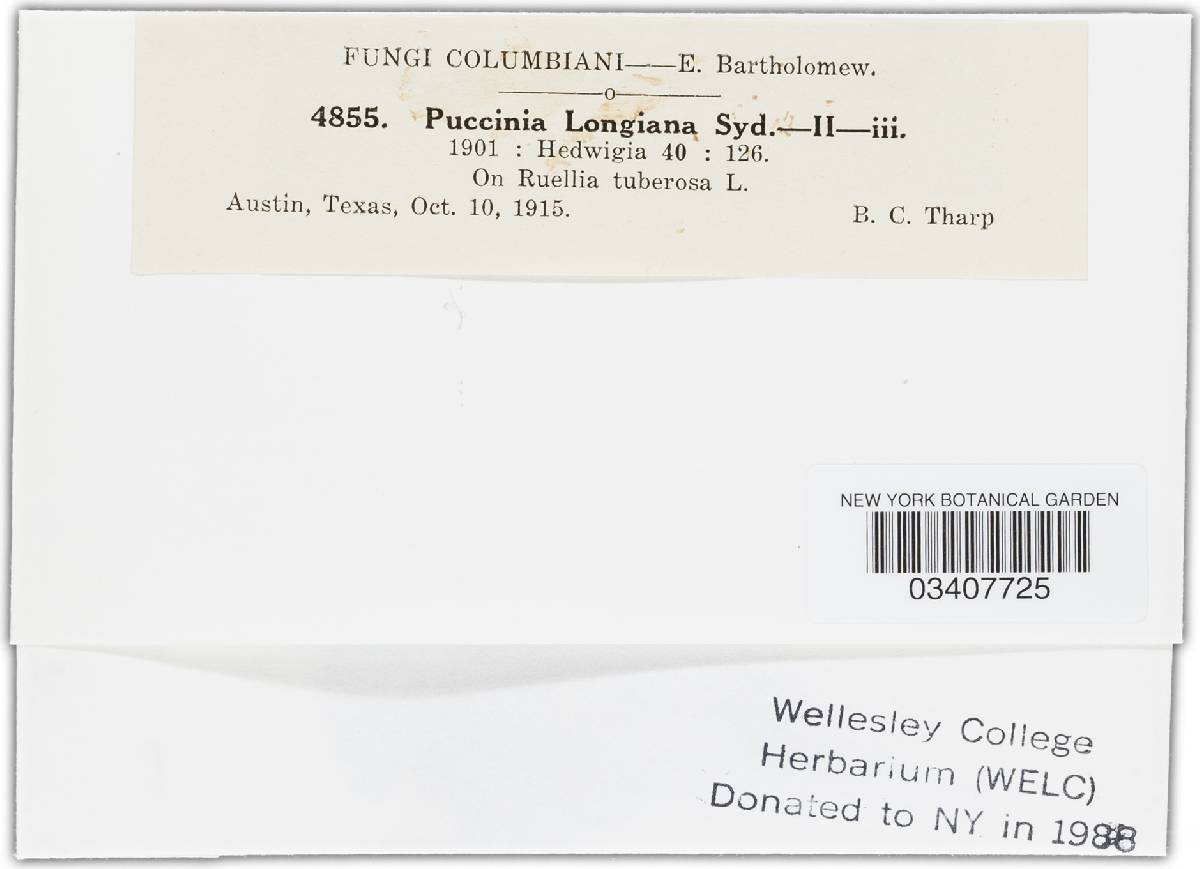 FUNGI COLUMBIANI——E. Bartholomew.
4855. Puccinia Longiana Syd.—II—iii.
1901 : Hedwigia 40 : 126.
On Ruellia tuberosa L.
Austin, Texas, Oct. 10, 1915. B. C. Tharp
NEW YORK BOTANICAL GARDEN
03407725
Wellesley College
Herbarium (WELC)
Donated to NY in